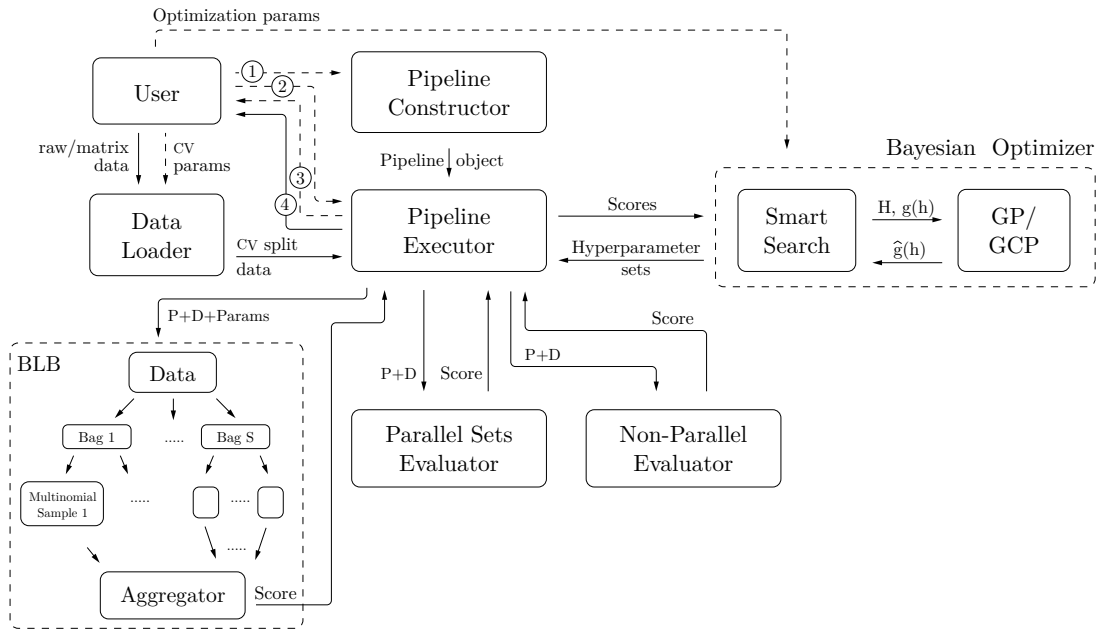 Optimization params
User
1
2
3
4
Pipeline
Constructor
raw/matrix
data
CV
params
Pipeline object
Bayesian Optimizer
Data
Loader
CV split
data
Pipeline
Executor
Scores
Hyperparameter
sets
Smart
Search
H, g(h)
ĝ(h)
GP/
GCP
P+D+Params
P+D
Score
P+D
Score
BLB
Data
Bag 1
.....
Bag S
Multinomial
Sample 1
.....
.....
.....
Aggregator
Score
Parallel Sets
Evaluator
Non-Parallel
Evaluator